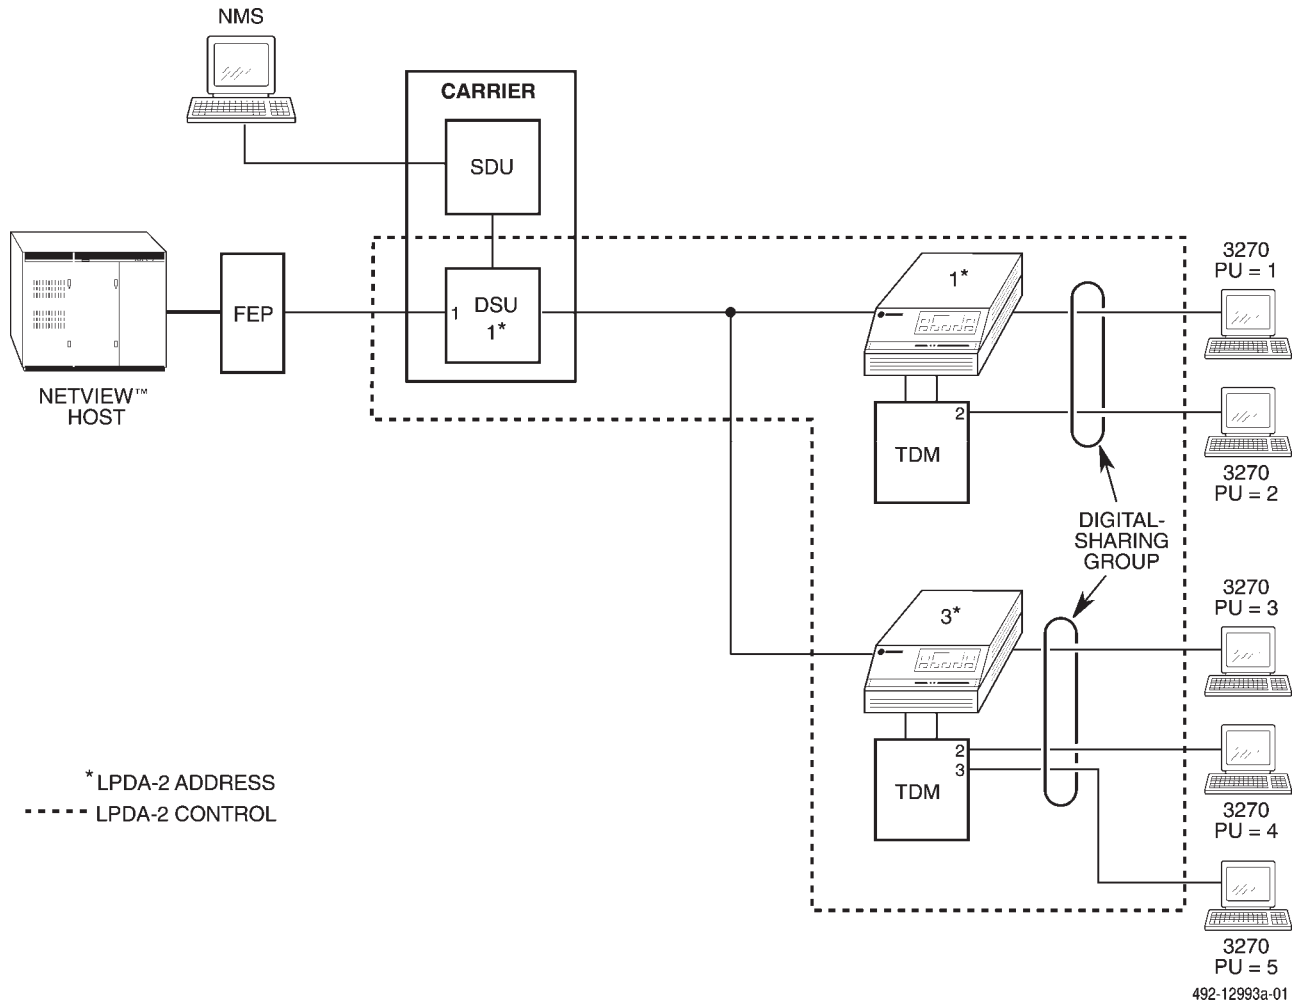 NMS
CARRIER
SDU
NETVIEW™
HOST
FEP
1
DSU
1*
1*
2
TDM
3270
PU = 1
3270
PU = 2
DIGITAL-
SHARING
GROUP
3*
2
3
TDM
3270
PU = 3
3270
PU = 4
3270
PU = 5
*LPDA-2 ADDRESS
LPDA-2 CONTROL
492-12993a-01